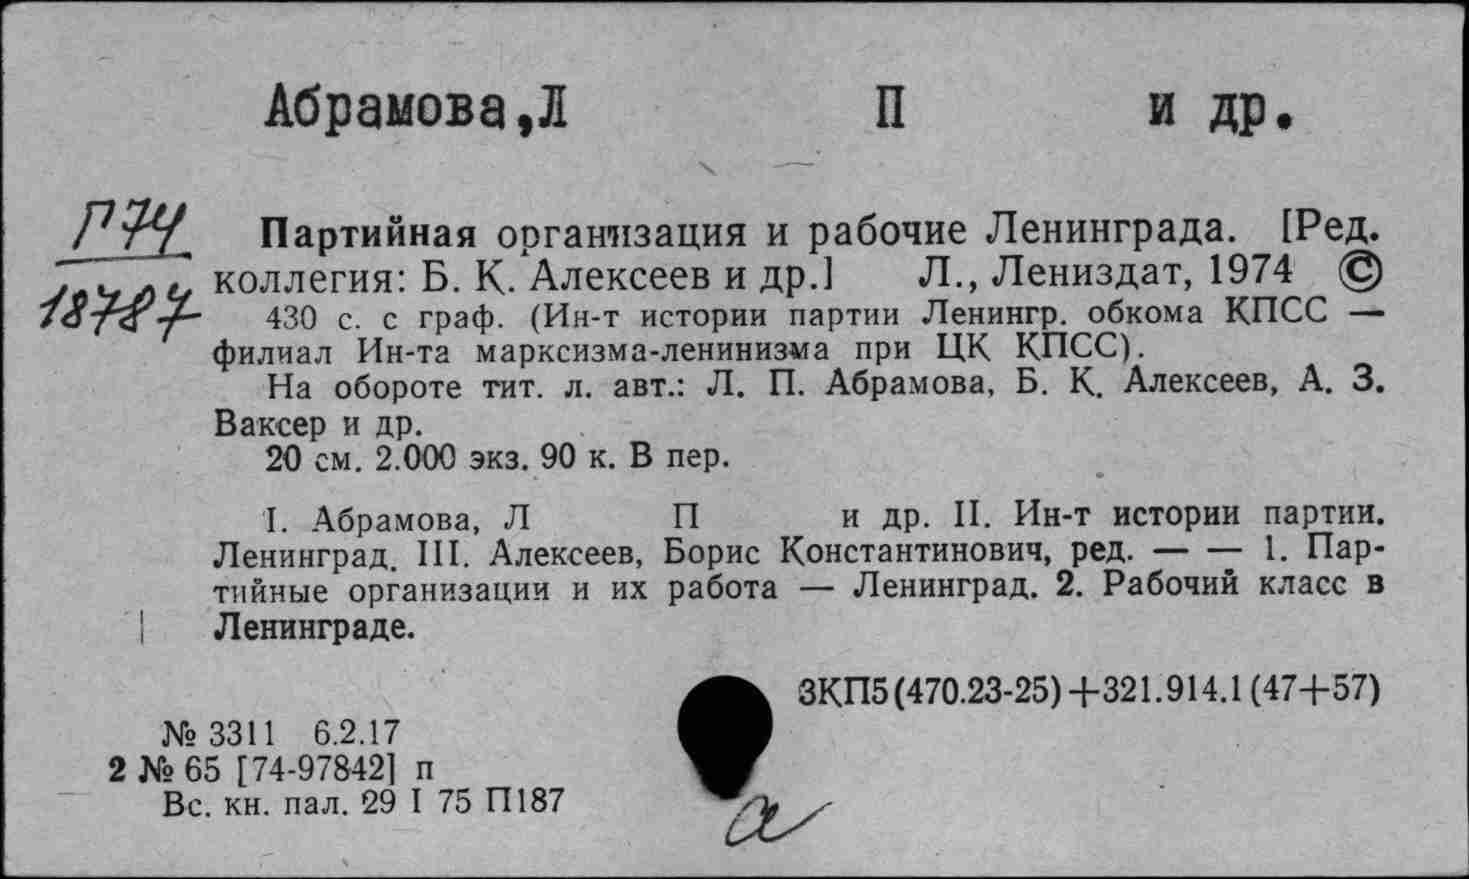 Абрамова,Л П и др.
П74
18787
Партийная организация и рабочие Ленинграда. [Ред.
коллегия: Б. К. Алексеев и др.] Л., Лениздат, 1974 ©
430 с. с граф. (Ин-т истории партии Ленингр. обкома КПСС —
филиал Ин-та марксизма-ленинизма при ЦК КПСС).
На обороте тит. л. авт.: Л. П. Абрамова, Б. К. Алексеев, А. З.
Ваксер и др.
20 см. 2.000 экз. 90 к. В пер.
I. Абрамова, Л П и др. II. Ин-т истории партии.
Ленинград. III. Алексеев, Борис Константинович, ред. — — 1. Пар-
тийные организации и их работа — Ленинград. 2. Рабочий класс в
Ленинграде.
3КП5(470.23-25)+321.914.1(47+57)
№ 3311 6.2.17
2 № 65 [74-97842] п
Вс. кн. пал. 29 I 75 П187
а